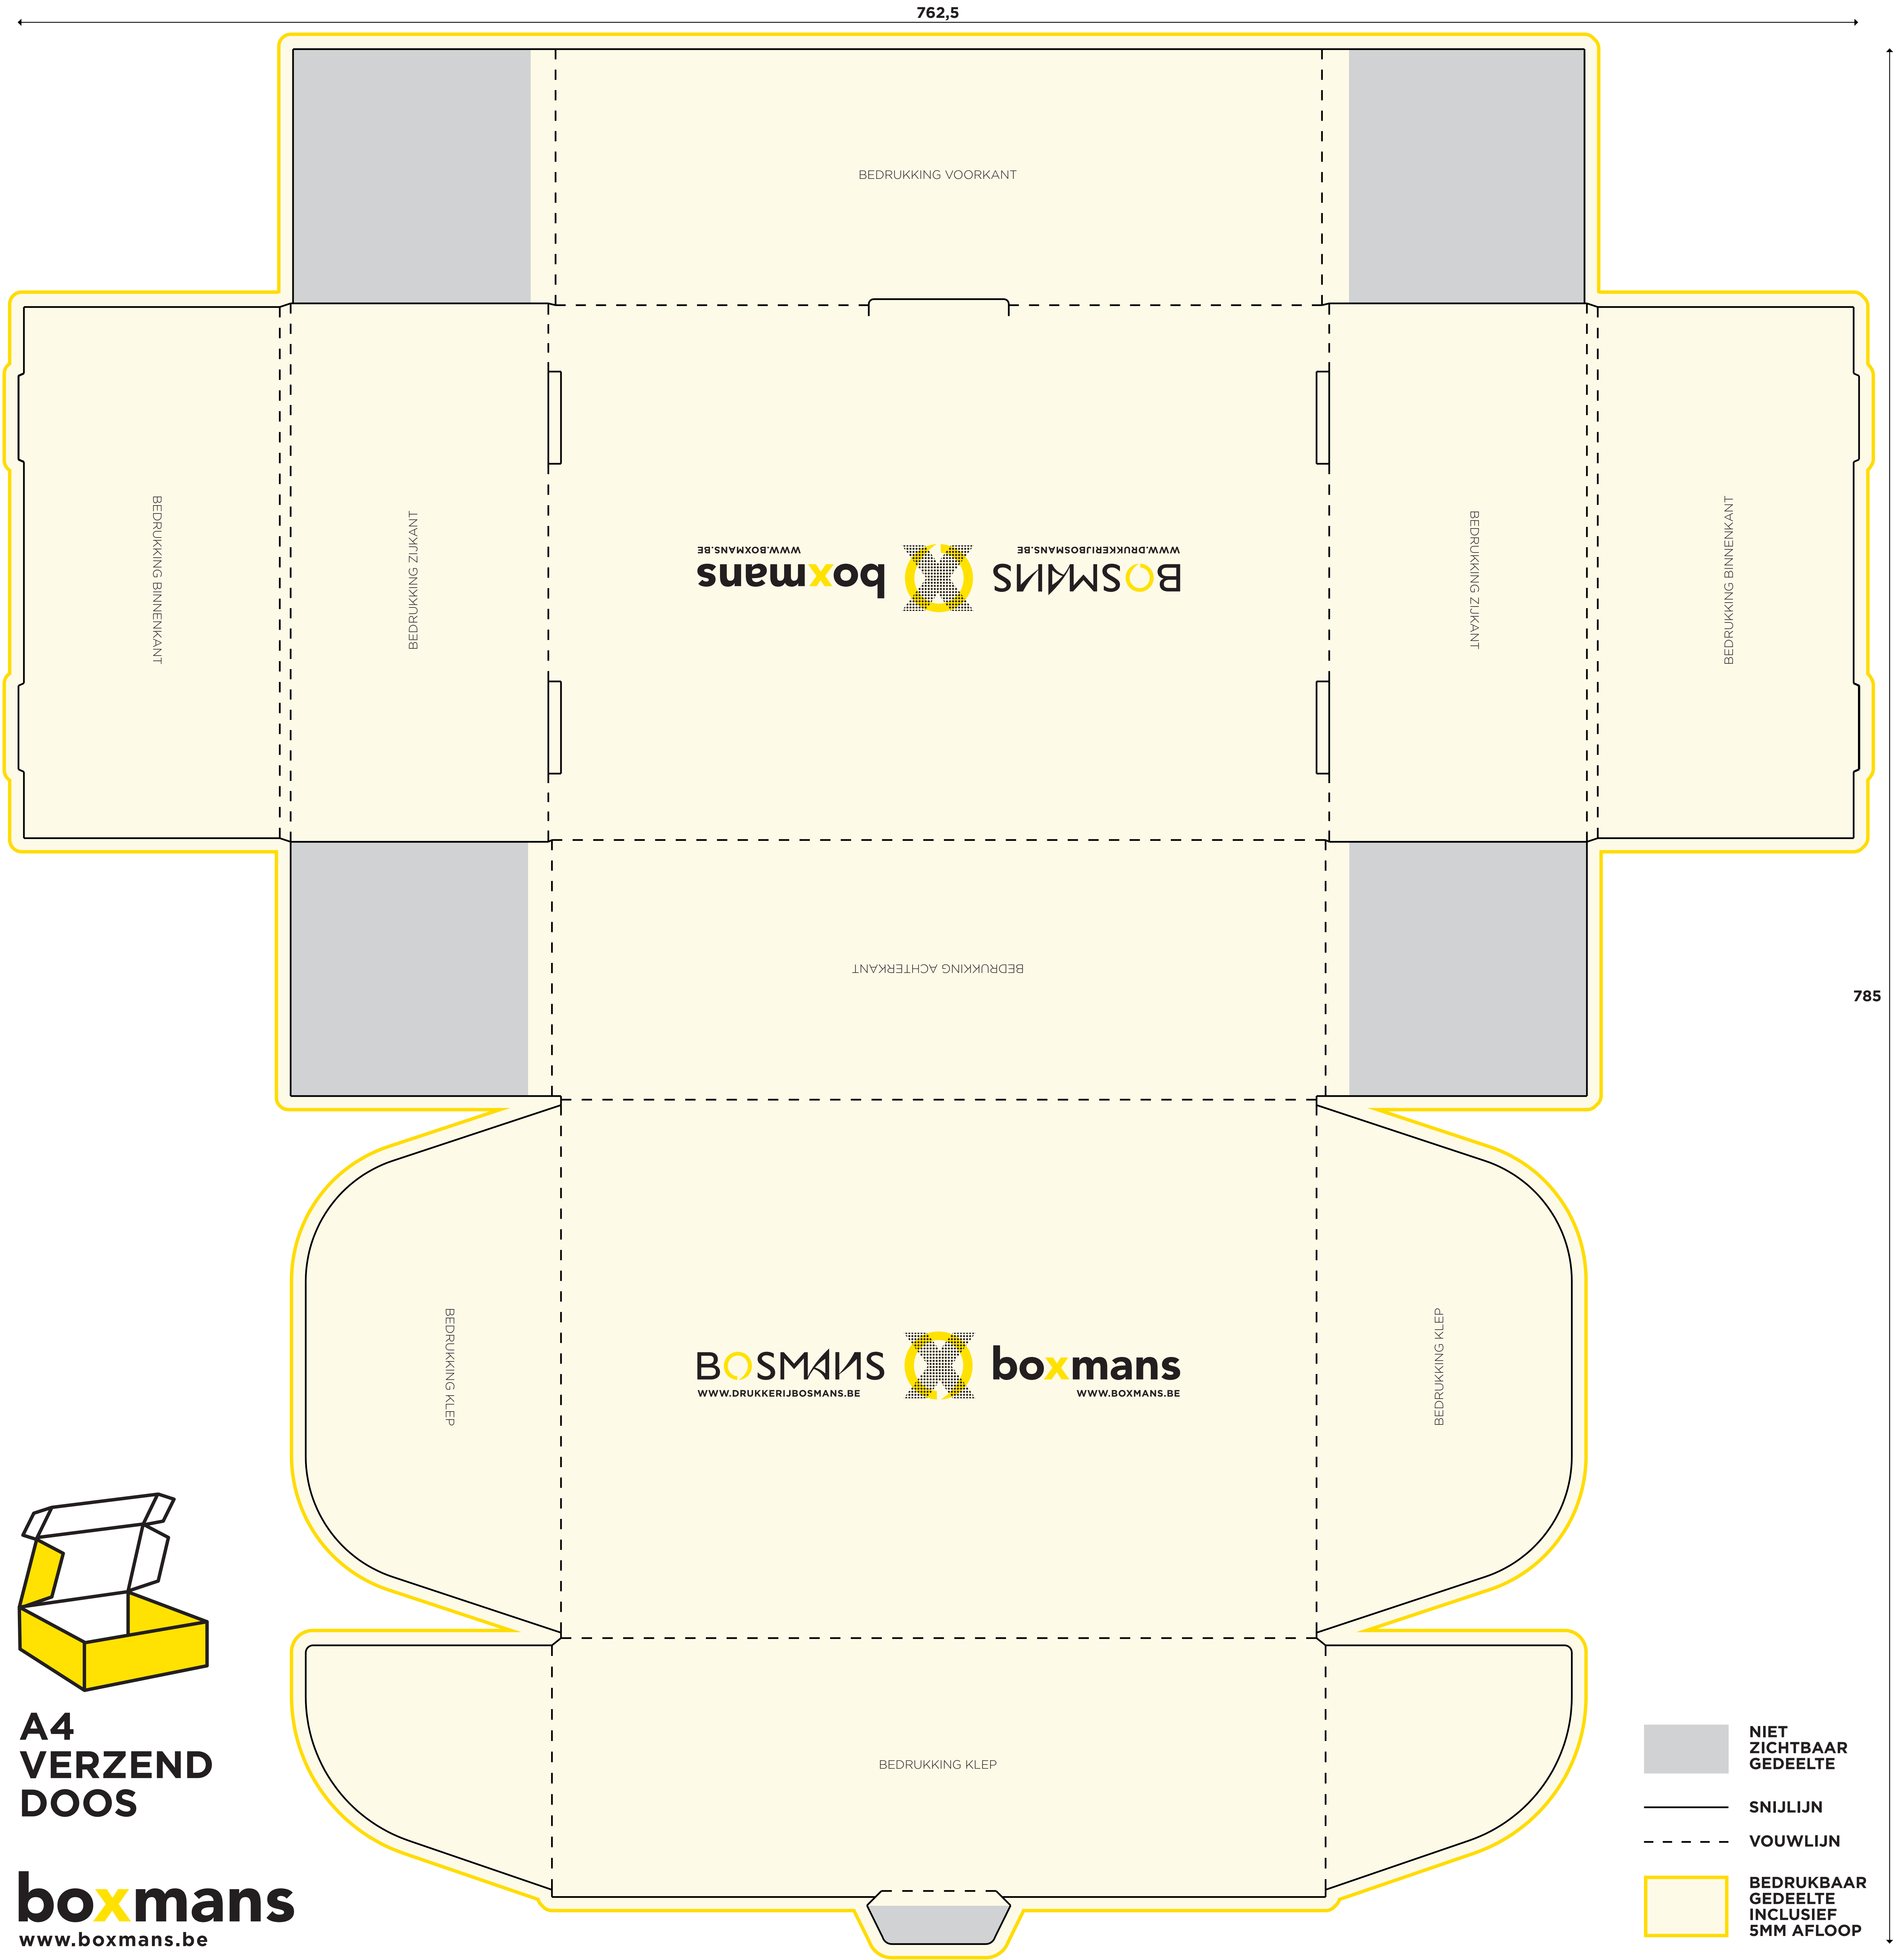 762,5
BEDRUKKING VOORKANT
BEDRUKKING BINNENKANT
BEDRUKKING ZIJKANT
WWW.BOXMANS.BE
boxmans
WWW.DRUKKERIJBOSMANS.BE
BOSMANS
BEDRUKKING ZIJKANT
BEDRUKKING BINNENKANT
BEDRUKKING ACHTERKANT
785
BEDRUKKING KLEP
BOSMANS
WWW.DRUKKERIJBOSMANS.BE
boxmans
WWW.BOXMANS.BE
BEDRUKKING KLEP
BEDRUKKING KLEP
A4
VERZEND
DOOS
boxmans
www.boxmans.be
NIET
ZICHTBAAR
GEDEELTE
SNIJLIJN
VOUWLIJN
BEDRUKBAAR
GEDEELTE
INCLUSIEF
5MM AFLOOP